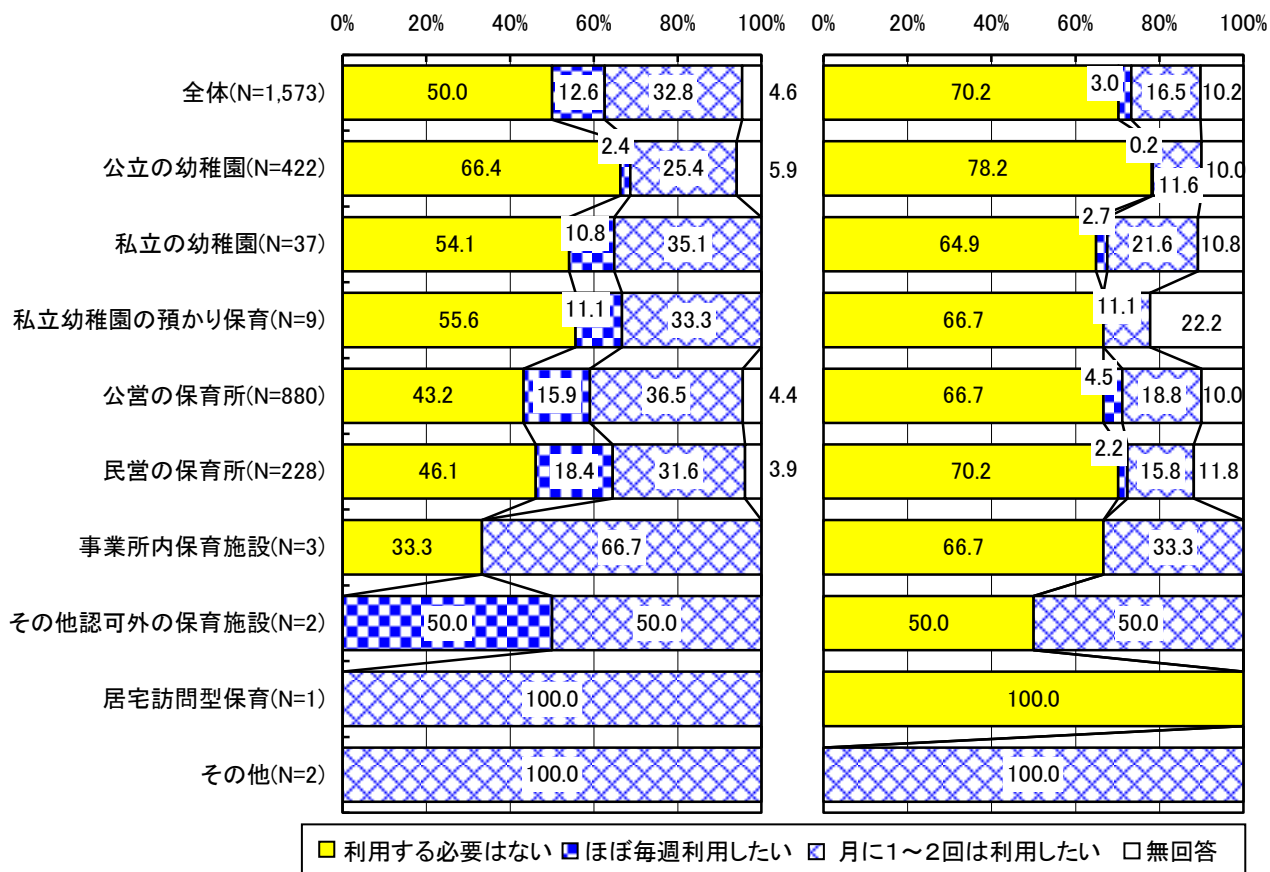 0% 20% 40% 60% 80% 100% 0% 20% 40% 60% 80% 100%
全体(N=1,573) 50.0 12.6 32.8 4.6 70.2 3.0 16.5 10.2
公立の幼稚園(N=422) 66.4 2.4 25.4 5.9 78.2 0.2 11.6 10.0
私立の幼稚園(N=37) 54.1 10.8 35.1 64.9 2.7 21.6 10.8
私立幼稚園の預かり保育(N=9) 55.6 11.1 33.3 66.7 11.1 22.2
公営の保育所(N=880) 43.2 15.9 36.5 4.4 66.7 4.5 18.8 10.0
民営の保育所(N=228) 46.1 18.4 31.6 3.9 70.2 2.2 15.8 11.8
事業所内保育施設(N=3) 33.3 66.7 66.7 33.3
その他認可外の保育施設(N=2) 50.0 50.0 50.0 50.0
居宅訪問型保育(N=1) 100.0 100.0
その他(N=2) 100.0 100.0
利用する必要はない ほぼ毎週利用したい 月に1～2回は利用したい 無回答